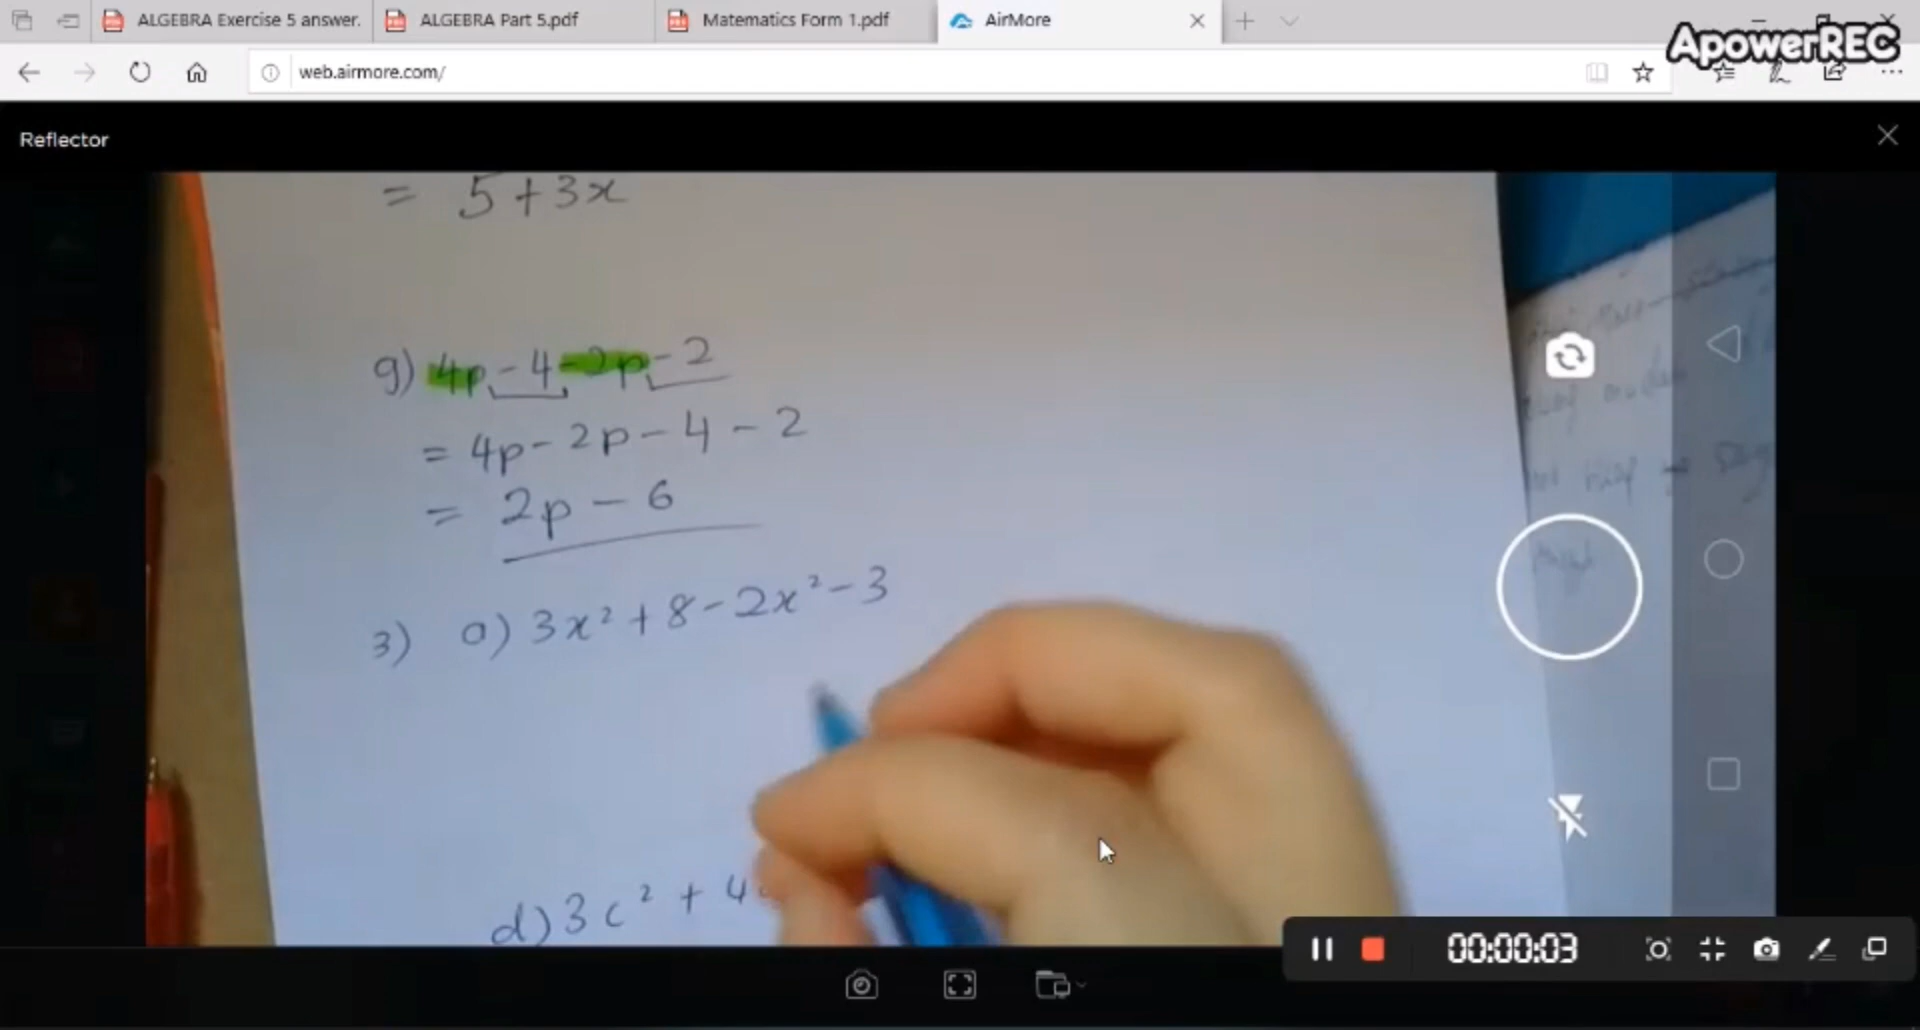 ALGEBRA Exercise 5 answer.
ALGEBRA Part 5.pdf
Matematics Form 1.pdf
AirMore
ApowerREC
web.airmore.com/
Reflector
= 5+3x
g) 4p-4-2p-2
= 4p-2p-4-2
= 2p-6
3) a) 3x²+8-2x²-3
d) 3c² + 4
00:00:03